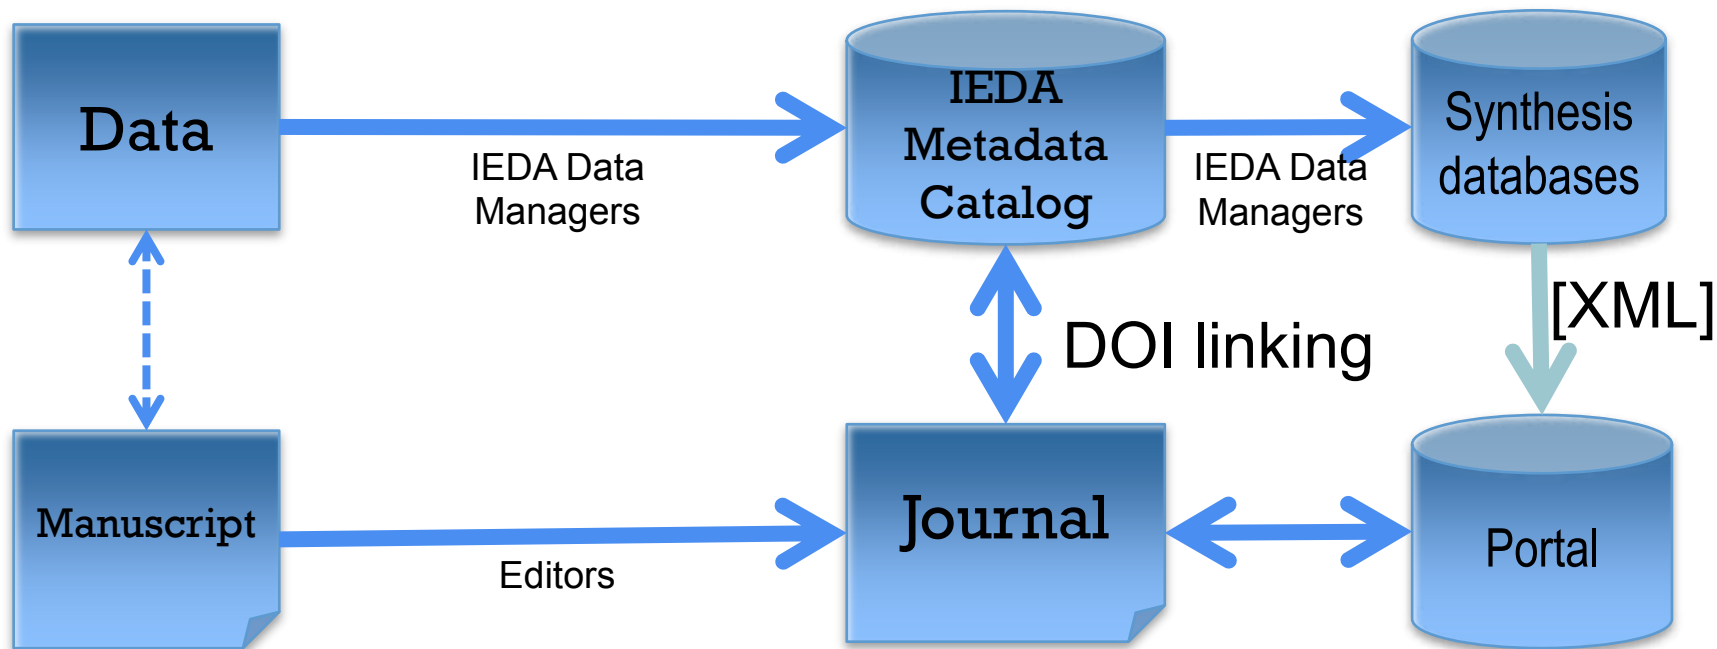 Data
IEDA Data
Managers
IEDA
Metadata
Catalog
IEDA Data
Managers
Synthesis
databases
DOI linking
[XML]
Manuscript
Editors
Journal
Portal